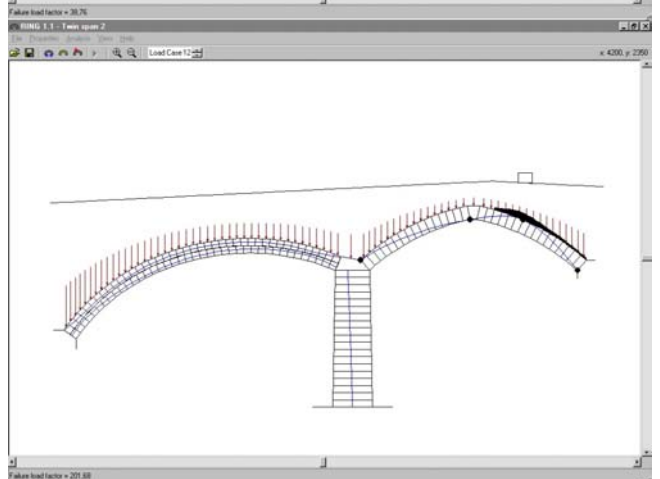 Failure load factor = 38,76
RING 1.1 - Twin span 2
File Properties Analysis View Help
Load Case 12
x: 4200, y: 2350
Failure load factor = 201,68